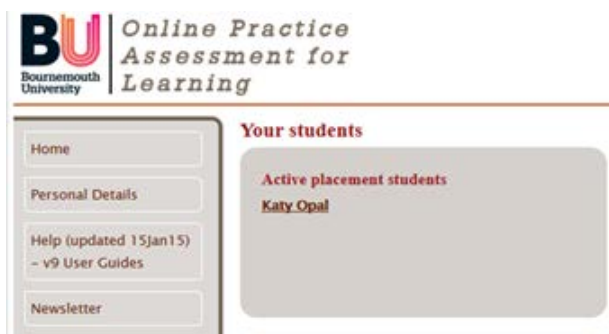 BU
Bournemouth
University
Online Practice
Assessment for
Learning
Home
Personal Details
Help (updated 15Jan15)
– v9 User Guides
Newsletter
Your students
Active placement students
Katy Opal